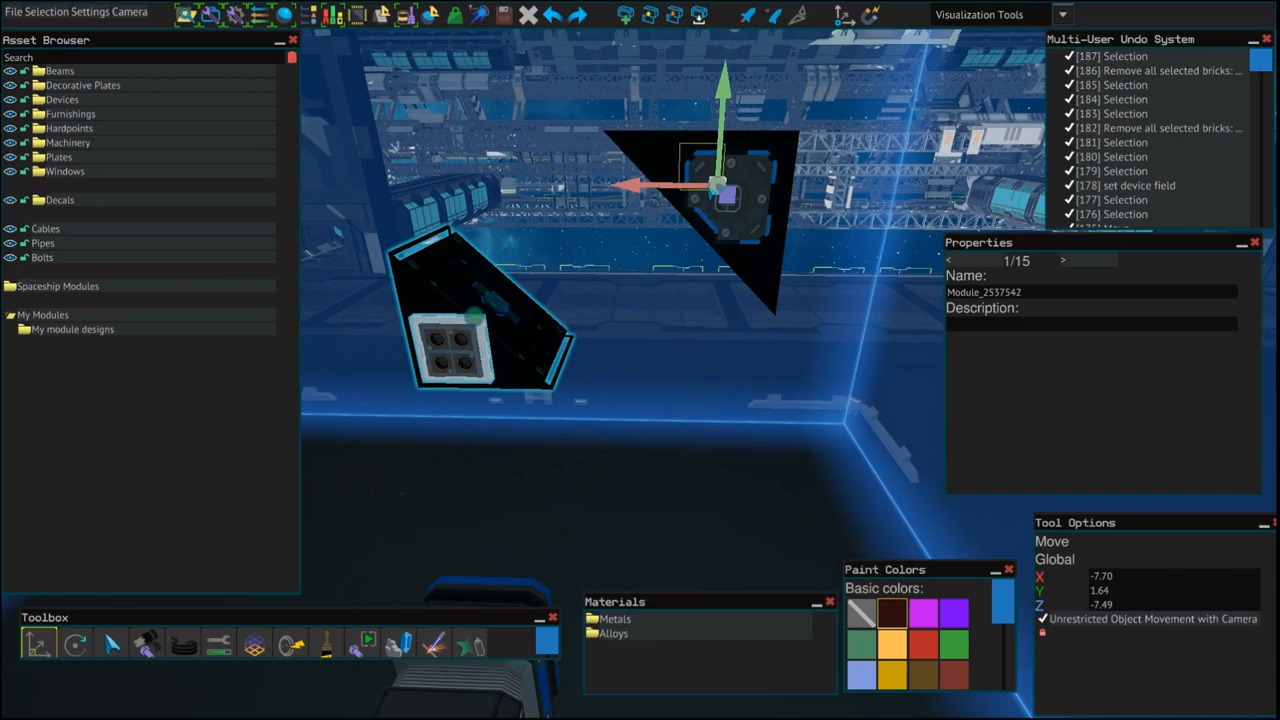 File Selection Settings Camera
Visualization Tools
Asset Browser
Search
Beams
Decorative Plates
Devices
Furnishings
Hardpoints
Machinery
Plates
Windows
Decals
Cables
Pipes
Bolts
Spaceship Modules
My Modules
My module designs
Multi-User Undo System
[187] Selection
[186] Remove all selected bricks: ...
[185] Selection
[184] Selection
[183] Selection
[182] Remove all selected bricks: ...
[181] Selection
[180] Selection
[179] Selection
[178] set device field
[177] Selection
[176] Selection
Properties
< 1/15 >
Name:
Module_2537542
Description:
Tool Options
Move
Global
X -7.70
Y 1.64
Z -7.49
Unrestricted Object Movement with Camera
Paint Colors
Basic colors:
Materials
Metals
Alloys
Toolbox